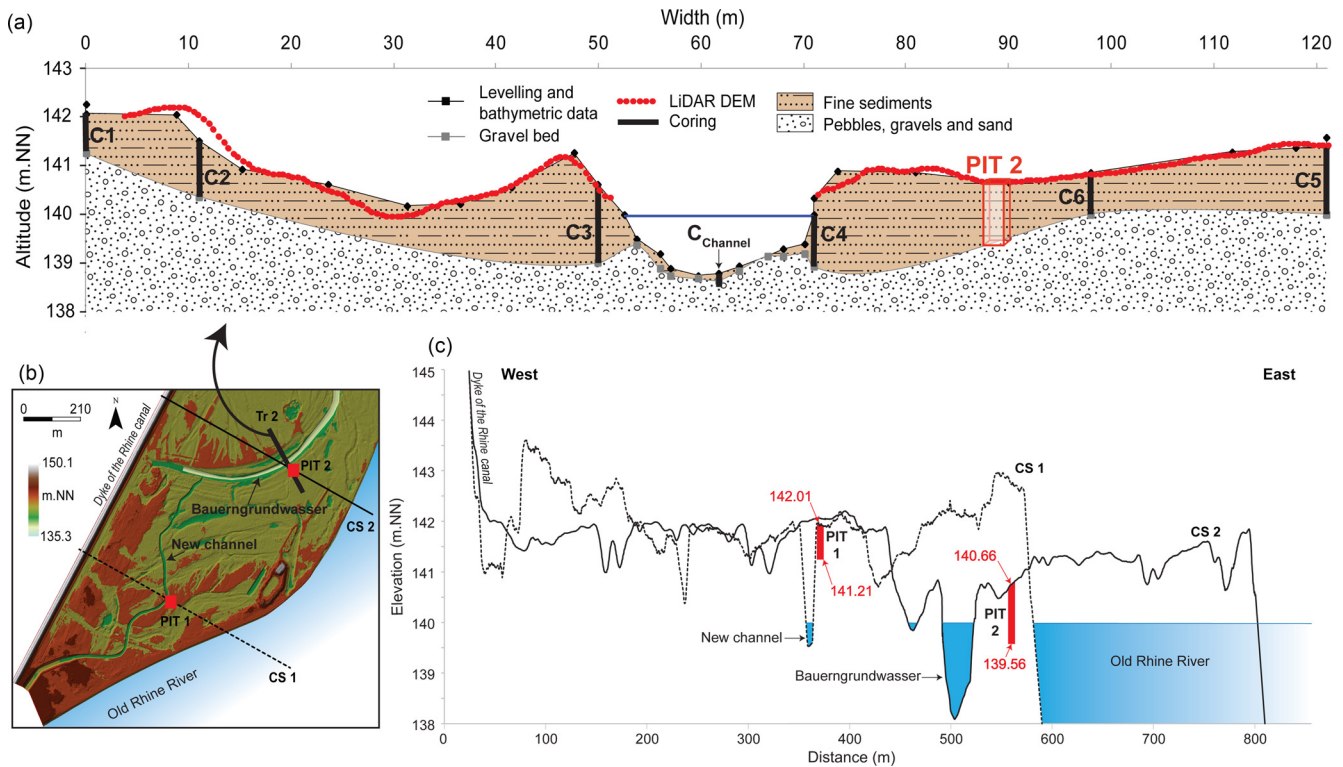 (a)
Width (m)
0 10 20 30 40 50 60 70 80 90 100 110 120
Altitude (m.NN)
143
142
141
140
139
138
Levelling and
bathymetric data
Gravel bed
LiDAR DEM
Coring
Fine sediments
Pebbles, gravels and sand
C1
C2
C3
CChannel
C4
PIT 2
C6
C5
(b)
0 210
m
N
150.1
m.NN
135.3
Dyke of the Rhine canal
Tr 2
PIT 2
Bauerngrundwasser
CS 2
New channel
PIT 1
CS 1
Old Rhine River
(c)
West
East
Elevation (m.NN)
145
144
143
142
141
140
139
138
Dyke of the Rhine canal
CS 1
142.01
PIT
1
141.21
CS 2
140.66
PIT
2
139.56
New channel
Bauerngrundwasser
Old Rhine River
0 100 200 300 400 500 600 700 800
Distance (m)